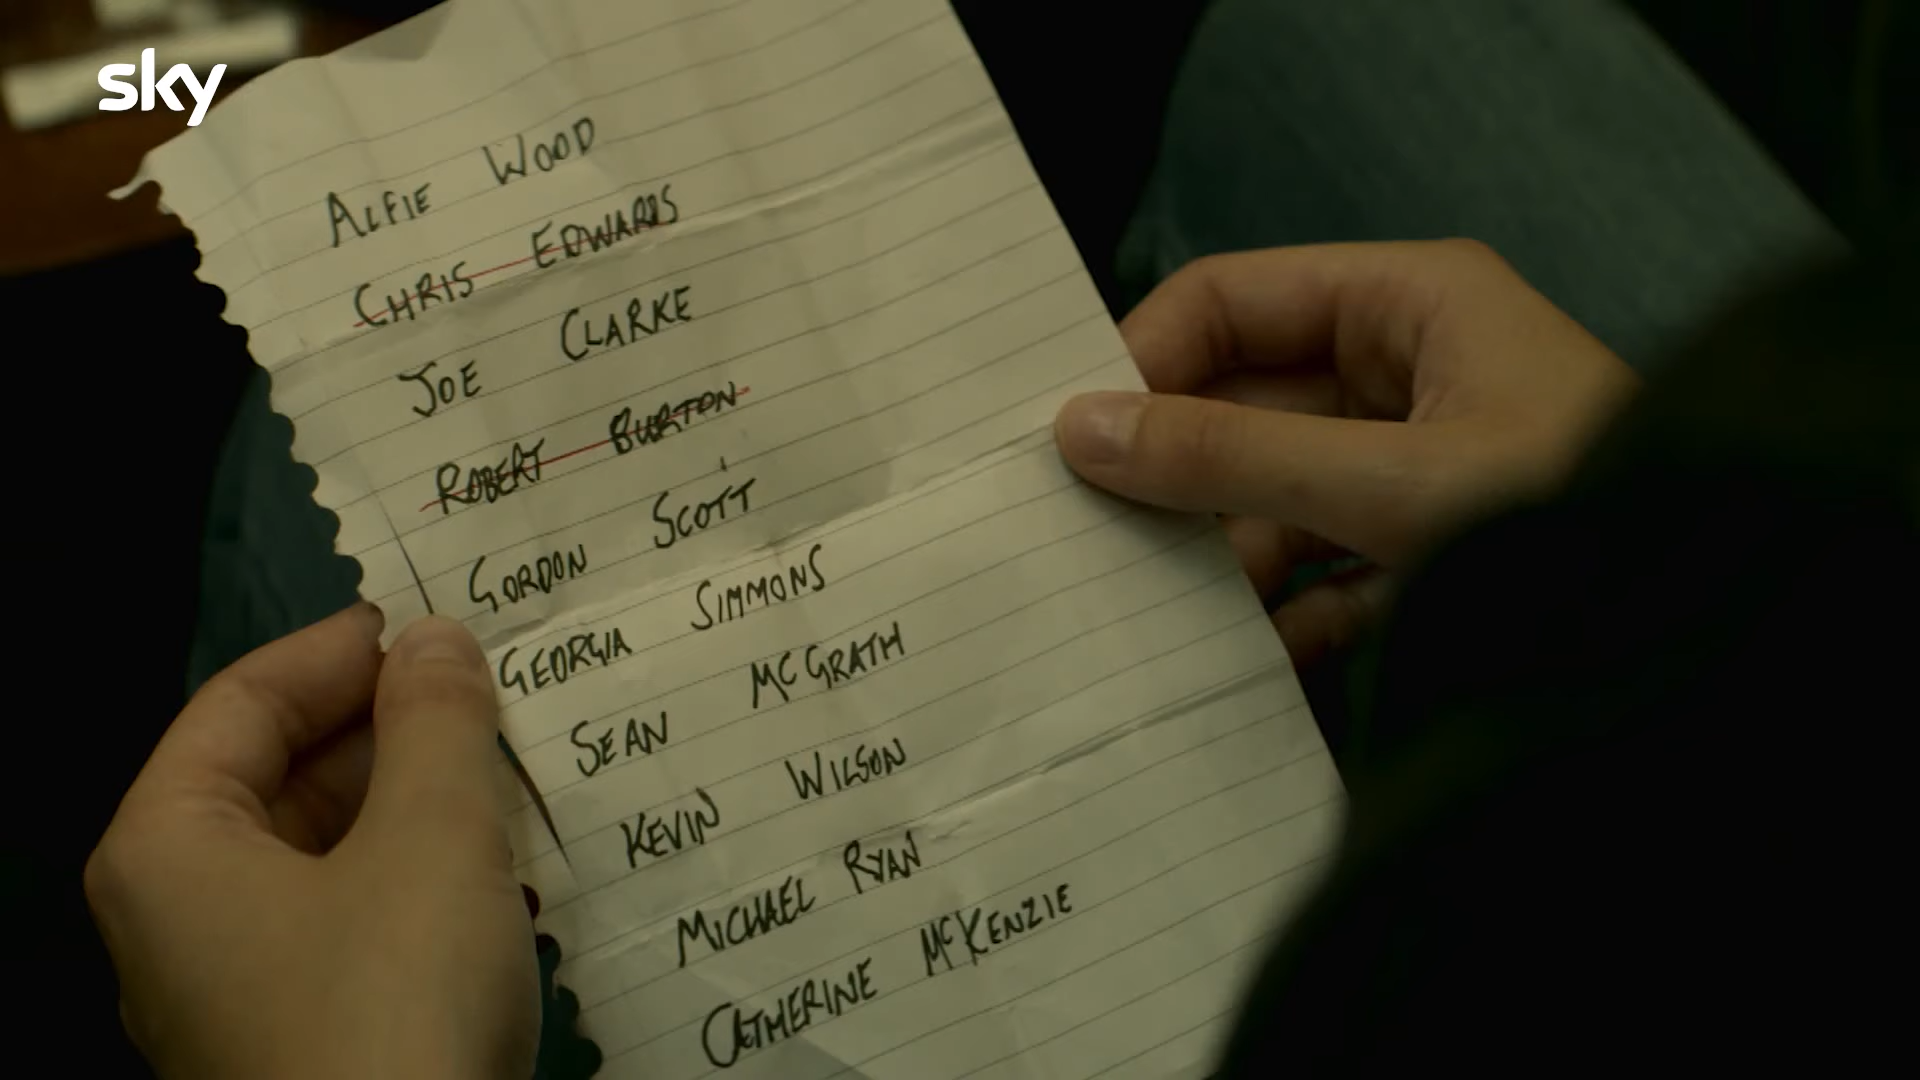 sky
ALFIE WOOD
CHRIS EDWARDS
JOE CLARKE
ROBERT BURTON
GORDON SCOTT
GEORGIA SIMMONS
SEAN MCGRATH
KEVIN WILSON
MICHAEL RYAN
CATHERINE MCKENZIE